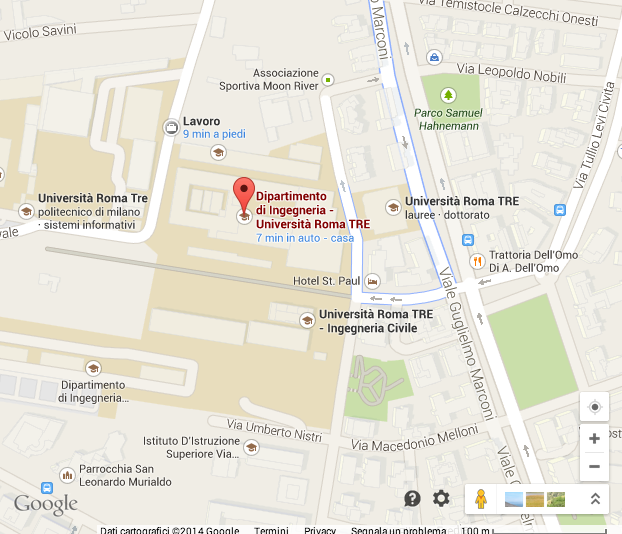 Via Temistocle Calzecchi Onesti
Vicolo Savini
Marconi
Via Leopoldo Nobili
Associazione
Sportiva Moon River
Parco Samuel
Hahnemann
Via Tullio Levi Civita
Lavoro
9 min a piedi
Università Roma Tre
politecnico di milano
· sistemi informativi
Dipartimento
di Ingegneria -
Università Roma TRE
7 min in auto - casa
Università Roma TRE
lauree · dottorato
Trattoria Dell'Omo
Di A. Dell'Omo
Hotel St. Paul
Viale Guglielmo Marconi
Università Roma TRE
- Ingegneria Civile
Dipartimento
di Ingegneria...
Via Umberto Nistri
Via Macedonio Melloni
Istituto D'Istruzione
Superiore Via...
Viale G
Parrocchia San
Leonardo Murialdo
Google
Dati cartografici ©2014 Google Termini Privacy Segnala un problema 100 m